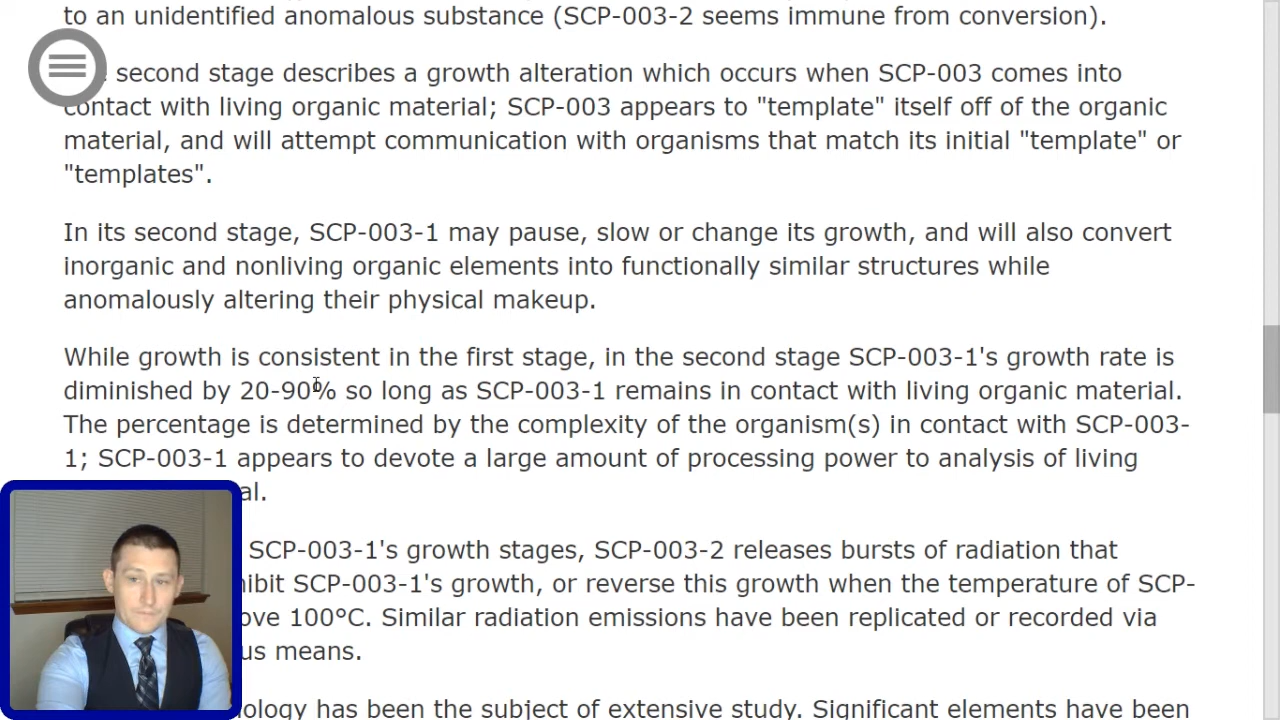 to an unidentified anomalous substance (SCP-003-2 seems immune from conversion).
second stage describes a growth alteration which occurs when SCP-003 comes into
contact with living organic material; SCP-003 appears to "template" itself off of the organic
material, and will attempt communication with organisms that match its initial "template" or
"templates".
In its second stage, SCP-003-1 may pause, slow or change its growth, and will also convert
inorganic and nonliving organic elements into functionally similar structures while
anomalously altering their physical makeup.
While growth is consistent in the first stage, in the second stage SCP-003-1's growth rate is
diminished by 20-90% so long as SCP-003-1 remains in contact with living organic material.
The percentage is determined by the complexity of the organism(s) in contact with SCP-003-
1; SCP-003-1 appears to devote a large amount of processing power to analysis of living
al.
SCP-003-1's growth stages, SCP-003-2 releases bursts of radiation that
hibit SCP-003-1's growth, or reverse this growth when the temperature of SCP-
ove 100°C. Similar radiation emissions have been replicated or recorded via
us means.
ology has been the subject of extensive study. Significant elements have been